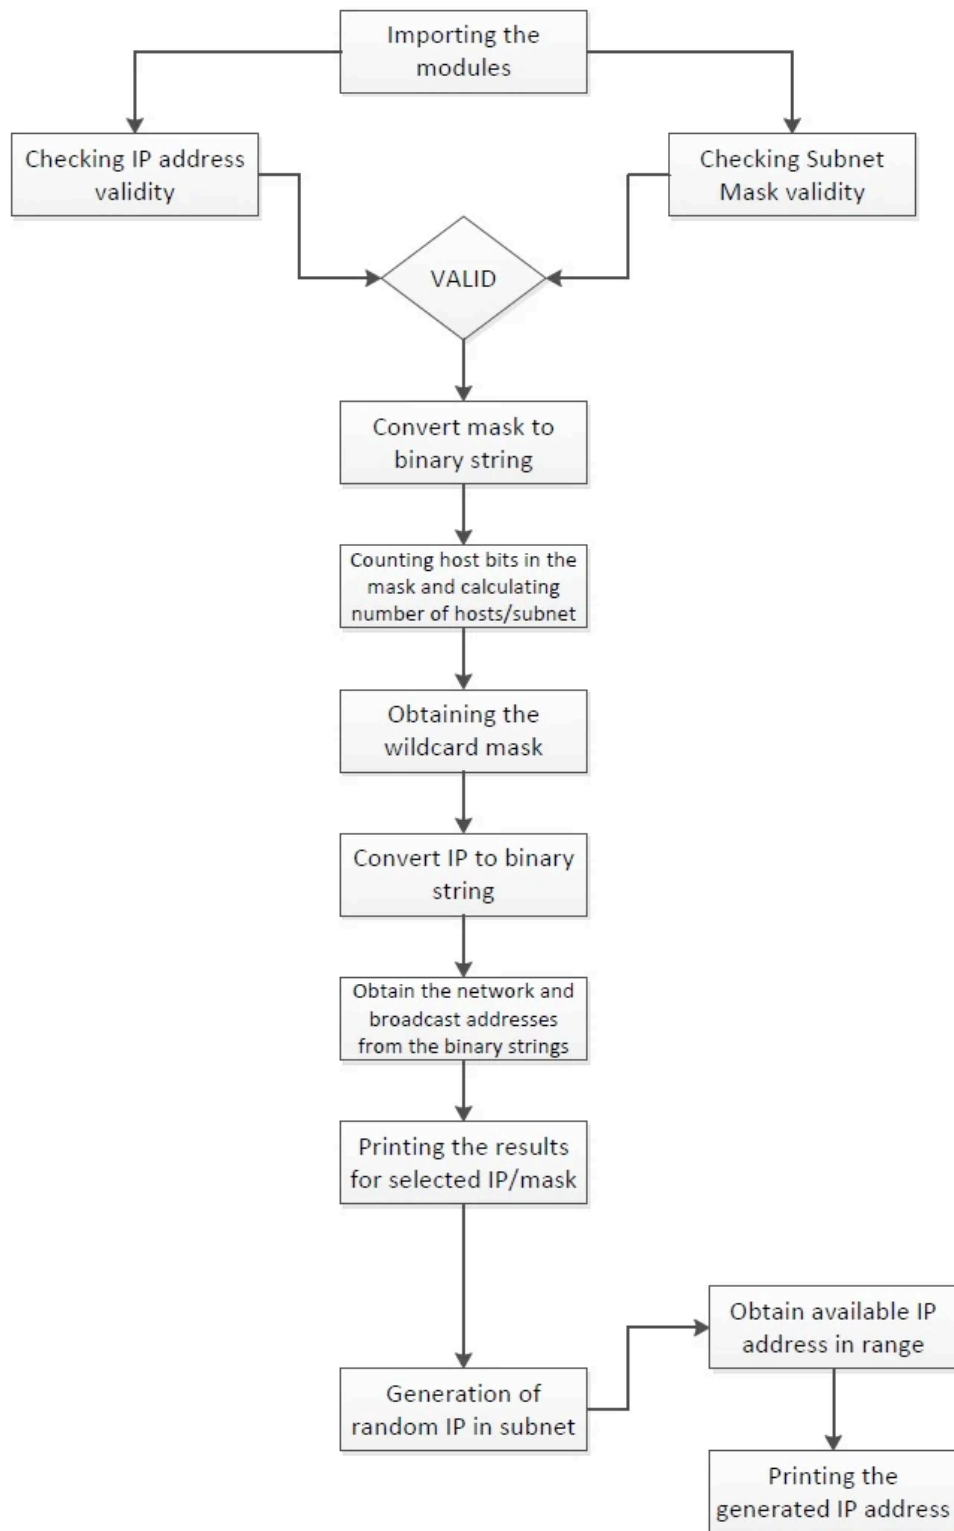 Importing the
modules
Checking IP address
validity
Checking Subnet
Mask validity
VALID
Convert mask to
binary string
Counting host bits in the
mask and calculating
number of hosts/subnet
Obtaining the
wildcard mask
Convert IP to binary
string
Obtain the network and
broadcast addresses
from the binary strings
Printing the results
for selected IP/mask
Generation of
random IP in subnet
Obtain available IP
address in range
Printing the
generated IP address